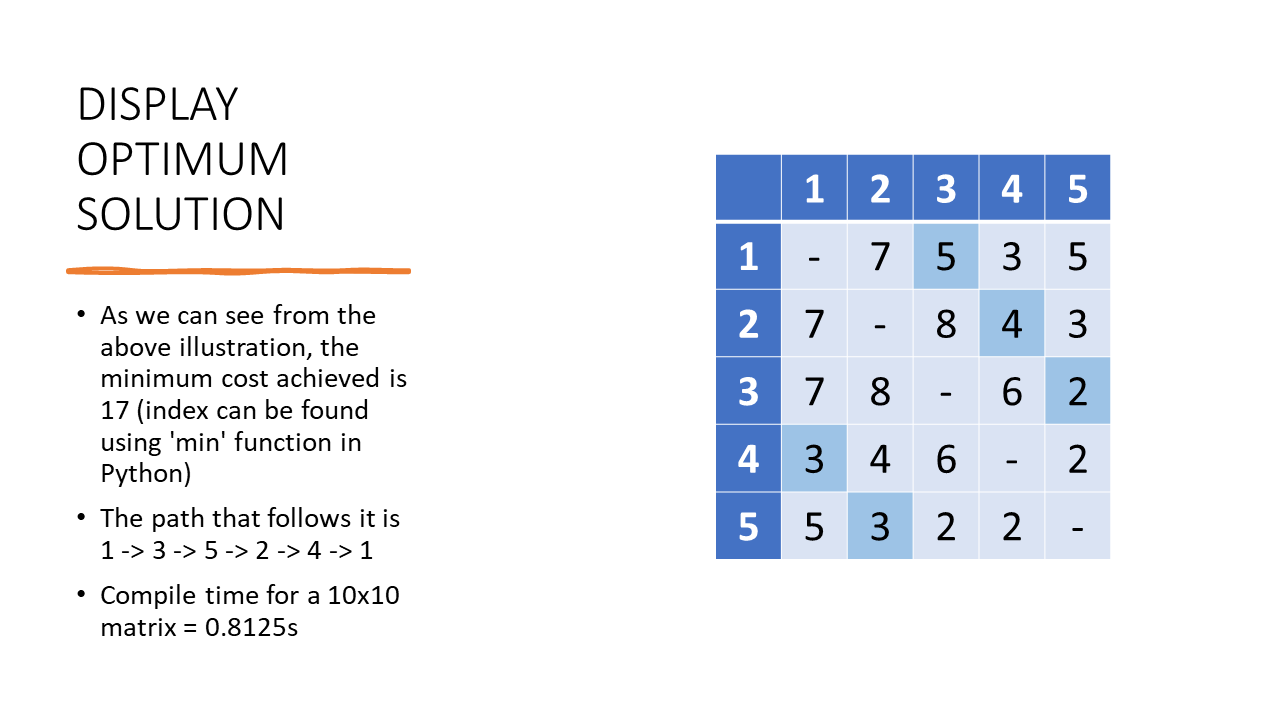 DISPLAY
OPTIMUM
SOLUTION
• As we can see from the
above illustration, the
minimum cost achieved is
17 (index can be found
using 'min' function in
Python)
• The path that follows it is
1 -> 3 -> 5 -> 2 -> 4 -> 1
• Compile time for a 10x10
matrix = 0.8125s
1 2 3 4 5
1 - 7 5 3 5
2 7 - 8 4 3
3 7 8 - 6 2
4 3 4 6 - 2
5 5 3 2 2 -